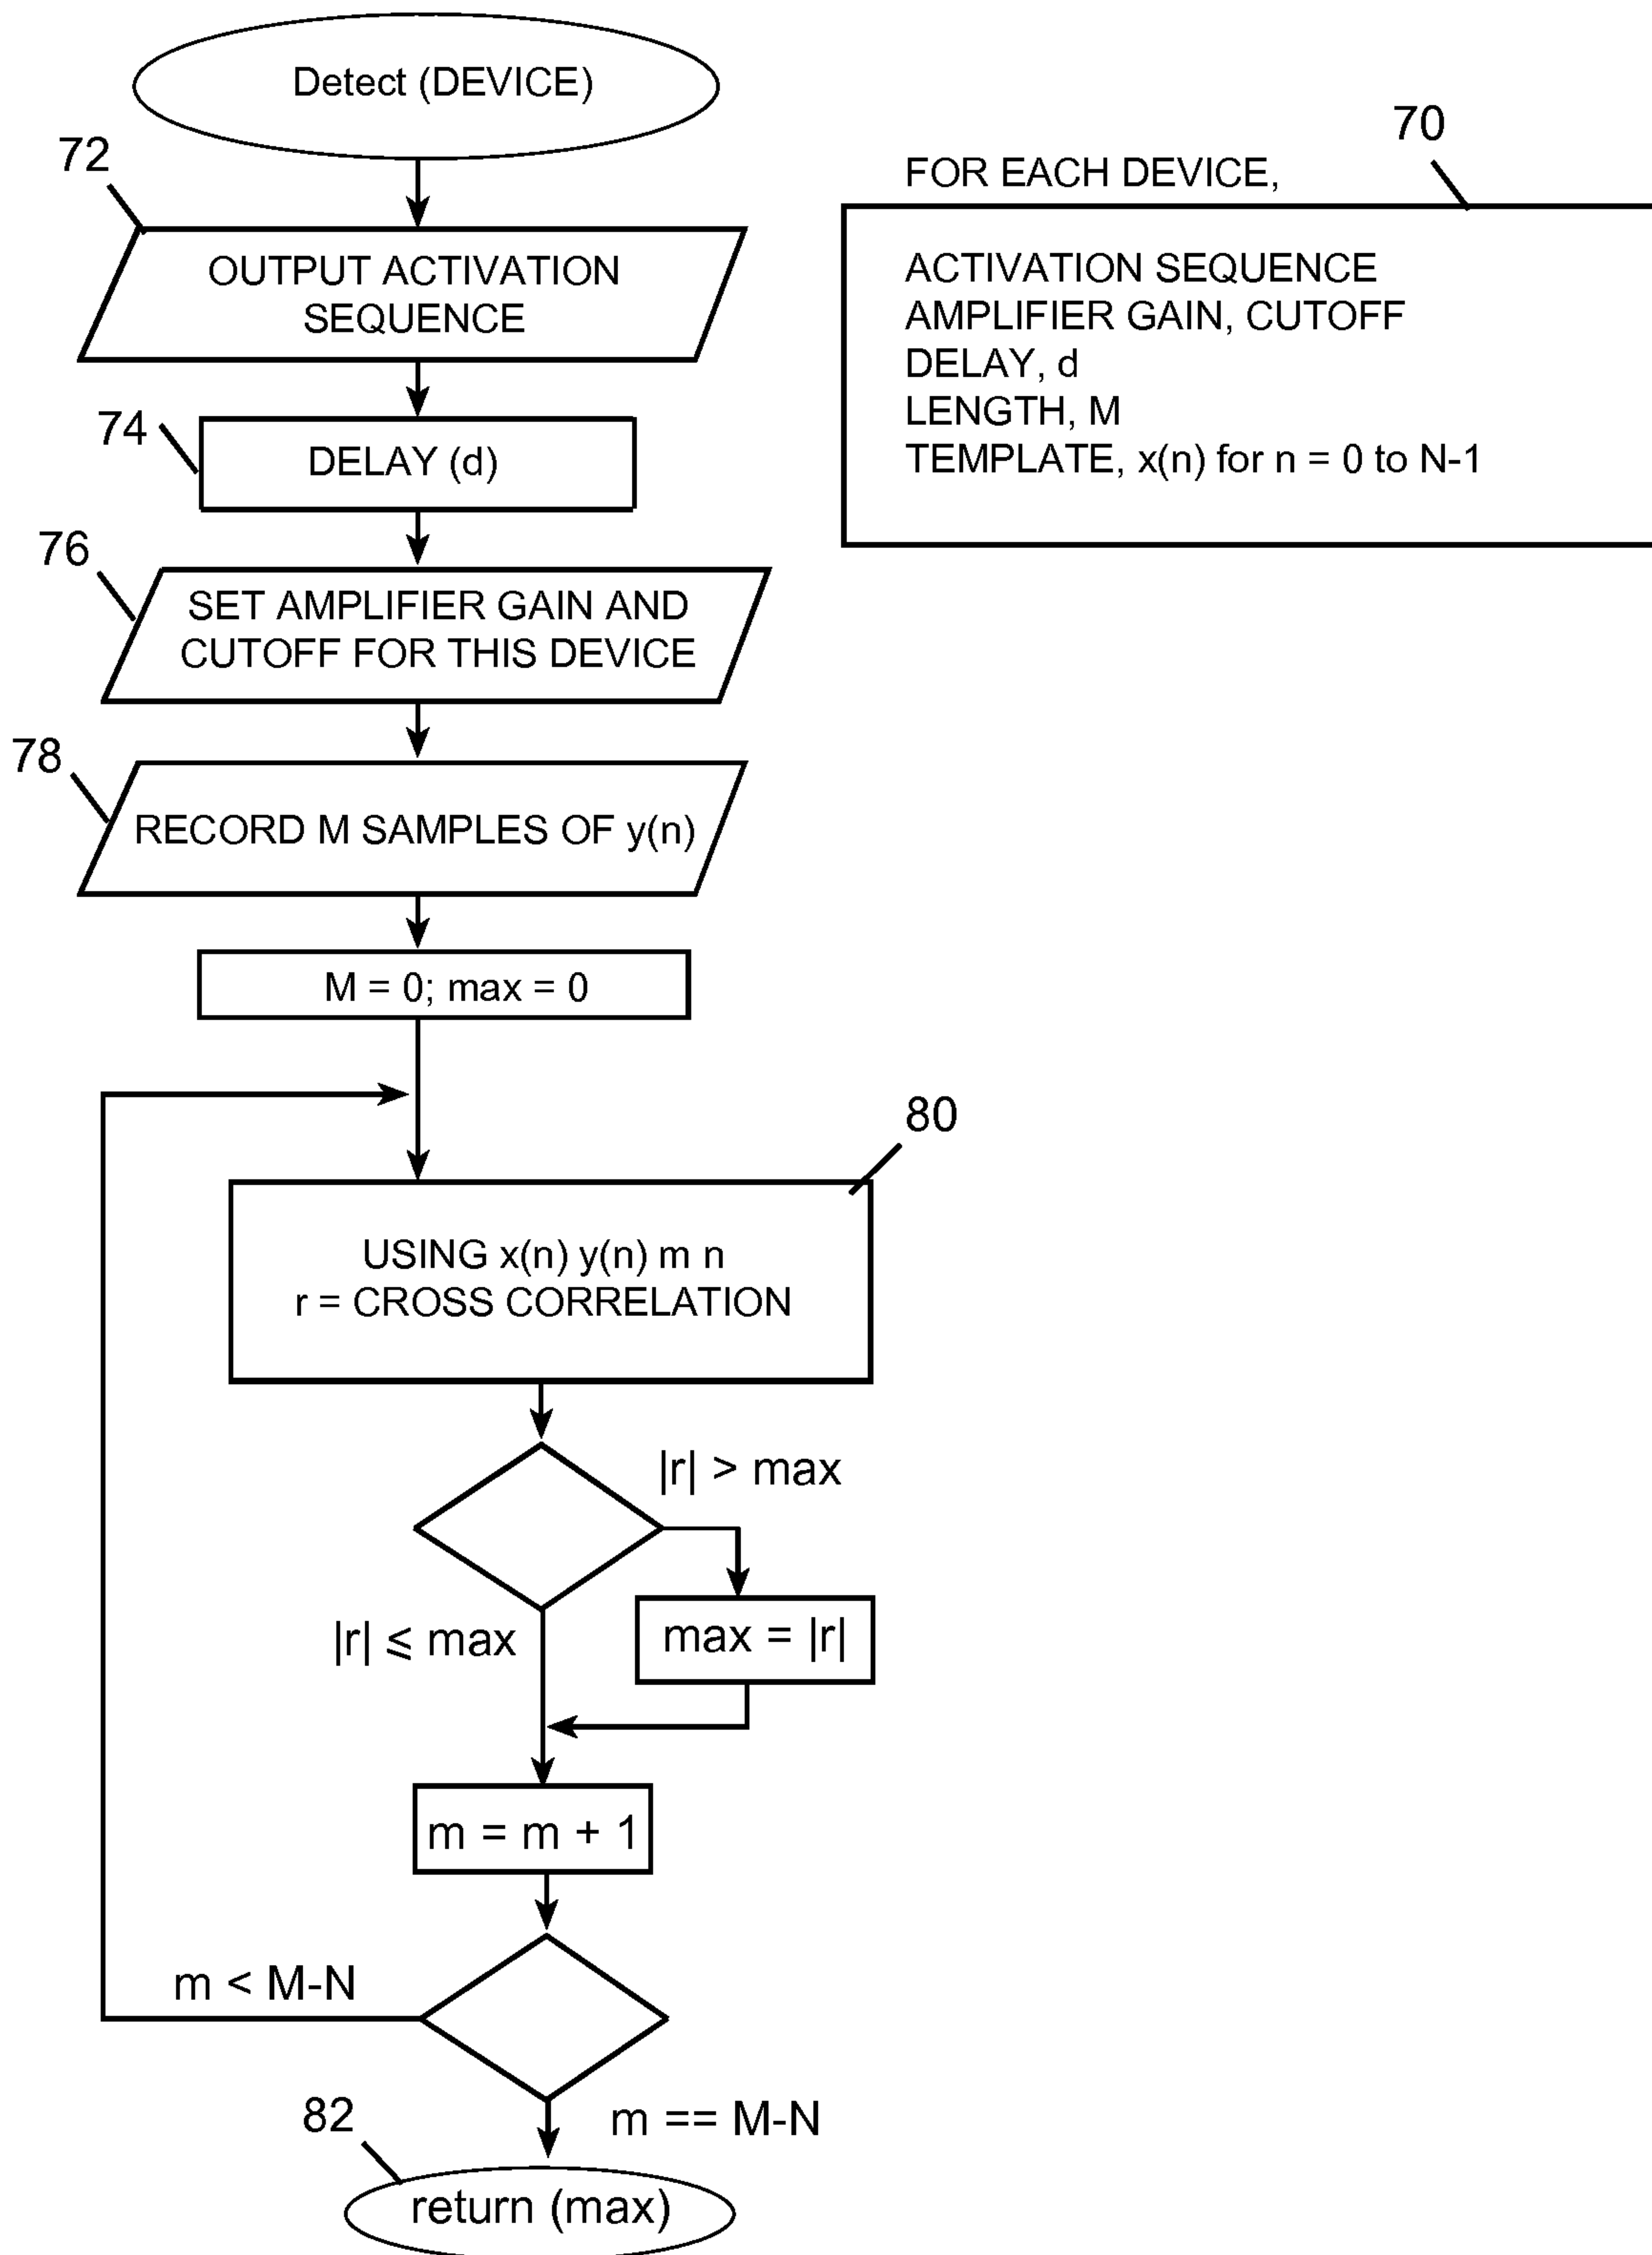 Detect (DEVICE)
72
OUTPUT ACTIVATION
SEQUENCE
74
DELAY (d)
76
SET AMPLIFIER GAIN AND
CUTOFF FOR THIS DEVICE
78
RECORD M SAMPLES OF y(n)
M = 0; max = 0
80
USING x(n) y(n) m n
r = CROSS CORRELATION
|r| > max
|r| ⩽ max
max = |r|
m = m + 1
m < M-N
m == M-N
82
return (max)
70
FOR EACH DEVICE,
ACTIVATION SEQUENCE
AMPLIFIER GAIN, CUTOFF
DELAY, d
LENGTH, M
TEMPLATE, x(n) for n = 0 to N-1